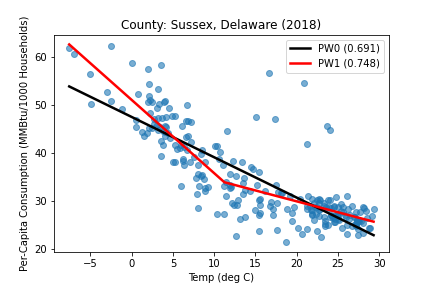 County: Sussex, Delaware (2018)
PW0 (0.691)
PW1 (0.748)
Per-Capita Consumption (MMBtu/1000 Households)
60
50
40
30
20
−5 0 5 10 15 20 25 30
Temp (deg C)